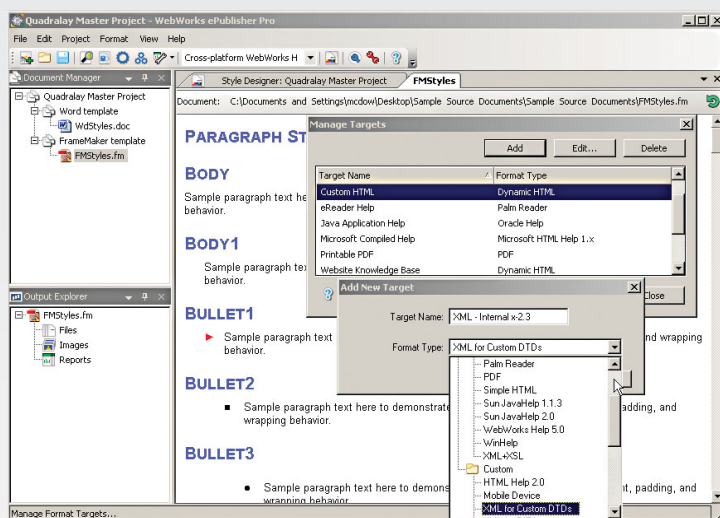 Quadralay Master Project - WebWorks ePublisher Pro
File Edit Project Format View Help
Cross-platform WebWorks H
Document Manager
Quadralay Master Project
Word template
WdStyles.doc
FrameMaker template
FMStyles.fm
Output Explorer
FMStyles.fm
Files
Images
Reports
Style Designer: Quadralay Master Project FMStyles
Document: C:\Documents and Settings\mcdow\Desktop\Sample Source Documents\Sample Source Documents\FMStyles.fm
PARAGRAPH ST
BODY
Sample paragraph text he
behavior.
BODY1
Sample paragraph te
behavior.
BULLET1
Sample paragraph text nd wrapping
behavior.
BULLET2
Sample paragraph text here to demonstrate adding, and
wrapping behavior.
BULLET3
Sample paragraph text here to demons t, padding, and
wrapping behavior
Manage Targets
Add Edit... Delete
Target Name Format Type
Custom HTML Dynamic HTML
eReader Help Palm Reader
Java Application Help Oracle Help
Microsoft Compiled Help Microsoft HTML Help 1.x
Printable PDF PDF
Website Knowledge Base Dynamic HTML
Close
Add New Target
Target Name: XML - Internal x-2.3
Format Type: XML for Custom DTDs
Palm Reader
PDF
Simple HTML
Sun JavaHelp 1.1.3
Sun JavaHelp 2.0
WebWorks Help 5.0
WinHelp
XML+XSL
Custom
HTML Help 2.0
Mobile Device
XML for Custom DTDs
Manage Format Targets...